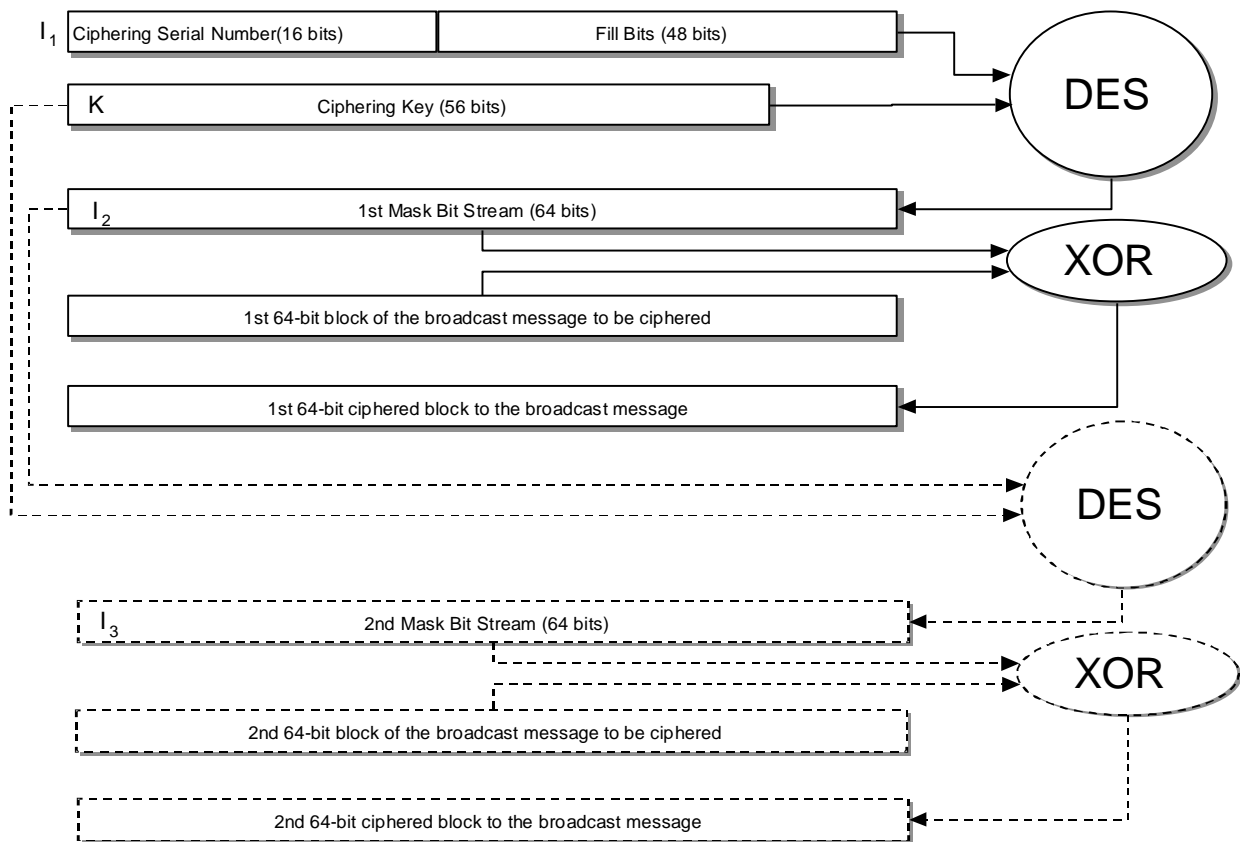 I1 Ciphering Serial Number(16 bits) Fill Bits (48 bits)
DES
K Ciphering Key (56 bits)
I2 1st Mask Bit Stream (64 bits)
XOR
1st 64-bit block of the broadcast message to be ciphered
1st 64-bit ciphered block to the broadcast message
DES
I3 2nd Mask Bit Stream (64 bits)
XOR
2nd 64-bit block of the broadcast message to be ciphered
2nd 64-bit ciphered block to the broadcast message